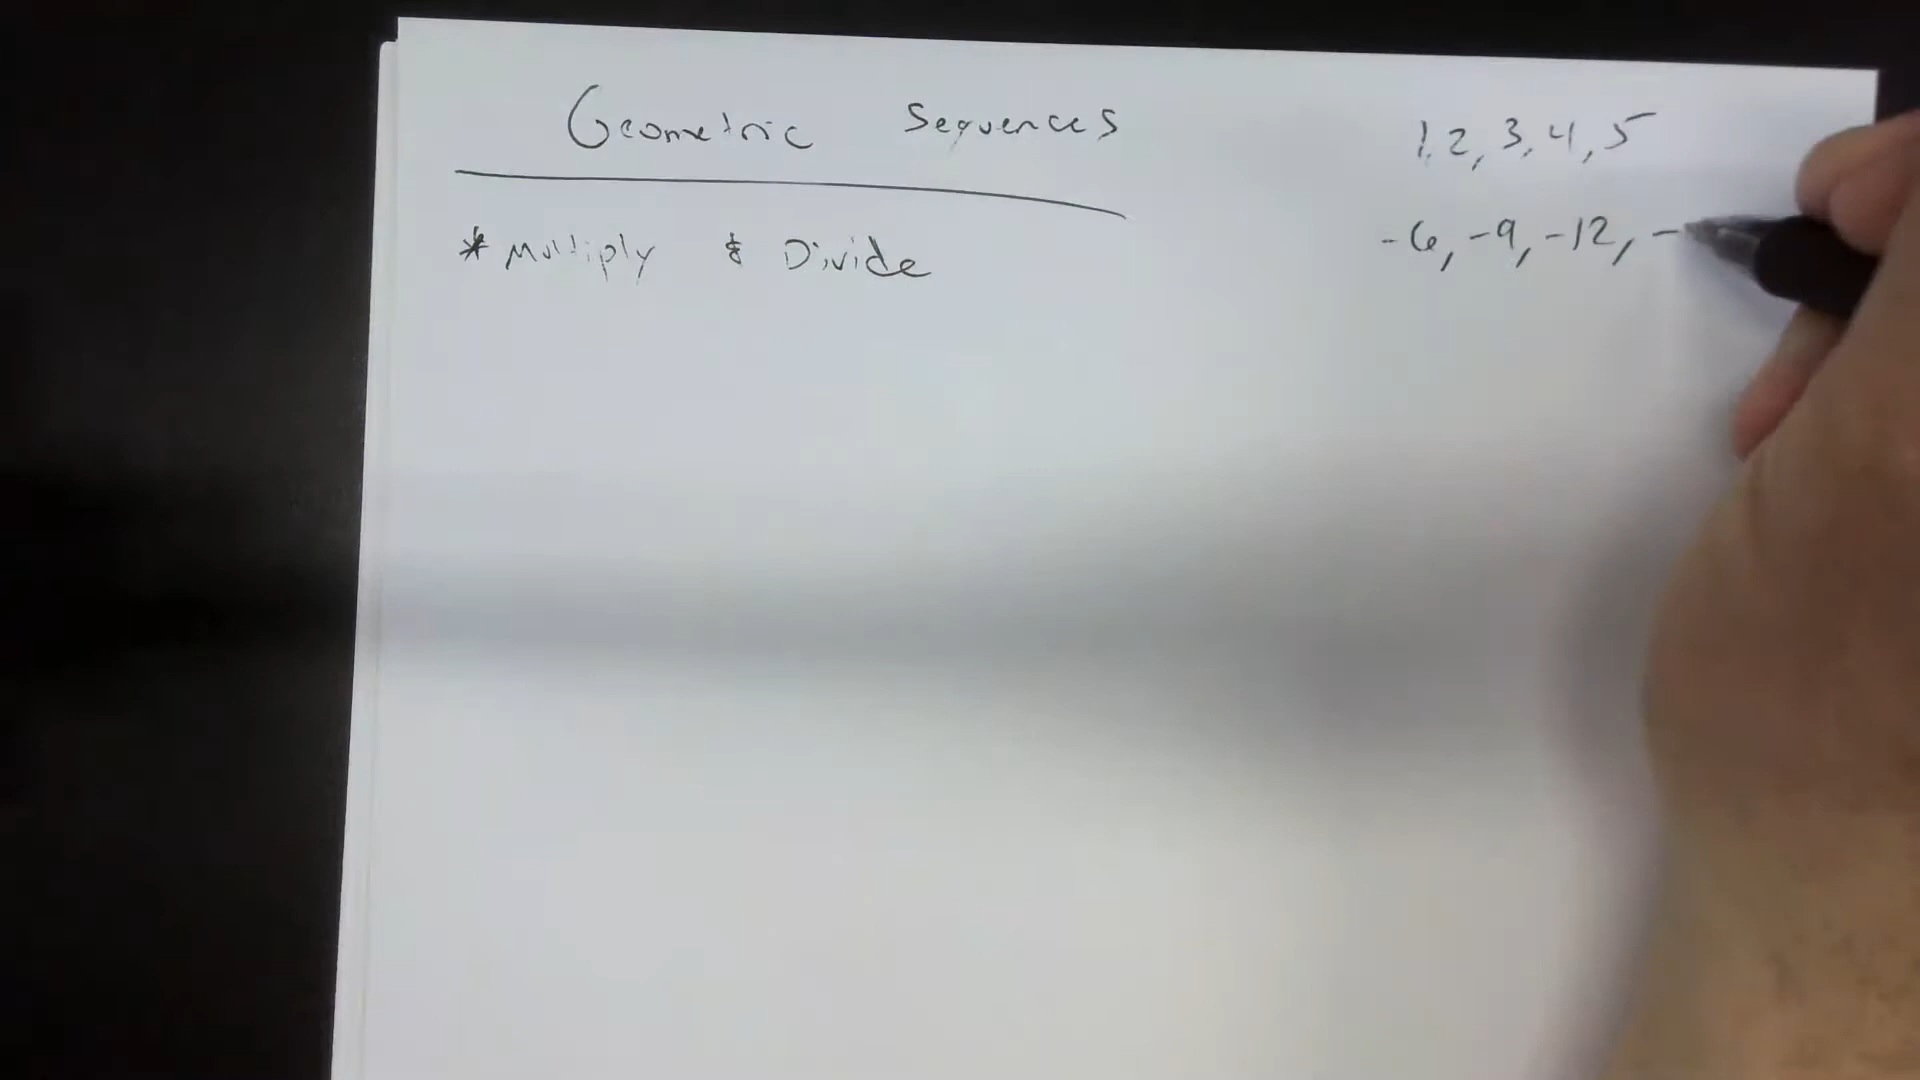 Geometric Sequences
* Multiply & Divide
1, 2, 3, 4, 5
-6, -9, -12, -